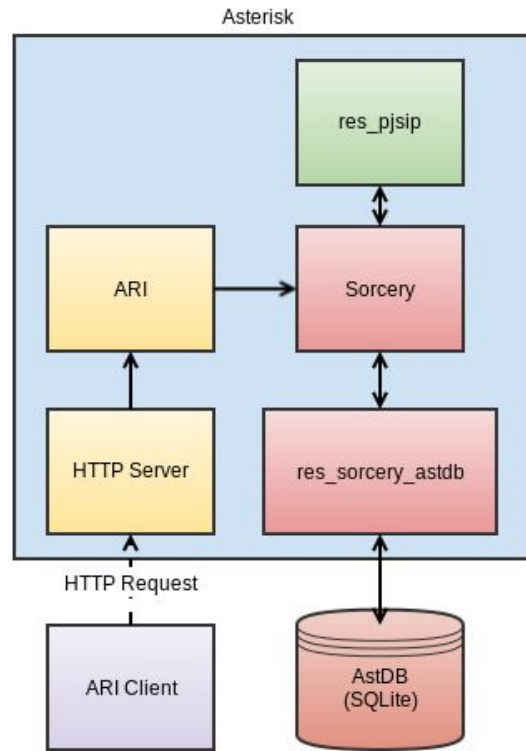 Asterisk
res_pjsip
ARI
Sorcery
HTTP Server
res_sorcery_astdb
HTTP Request
ARI Client
AstDB
(SQLite)